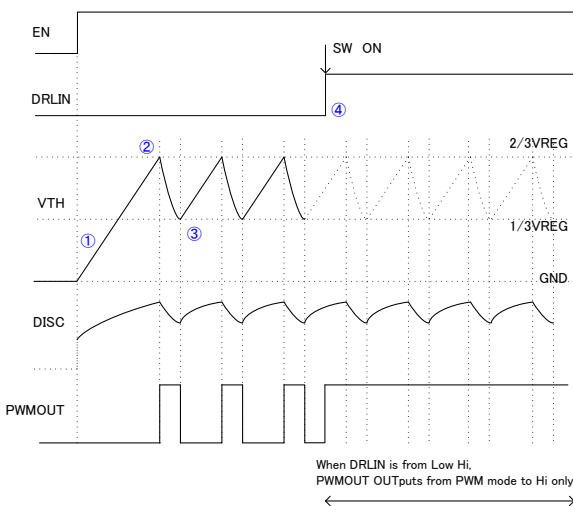 EN
SW ON
DRLIN
④
②
2/3VREG
VTH
③
1/3VREG
①
GND
DISC
PWMOUT
When DRLIN is from Low Hi,
PWMOUT OUTputs from PWM mode to Hi only